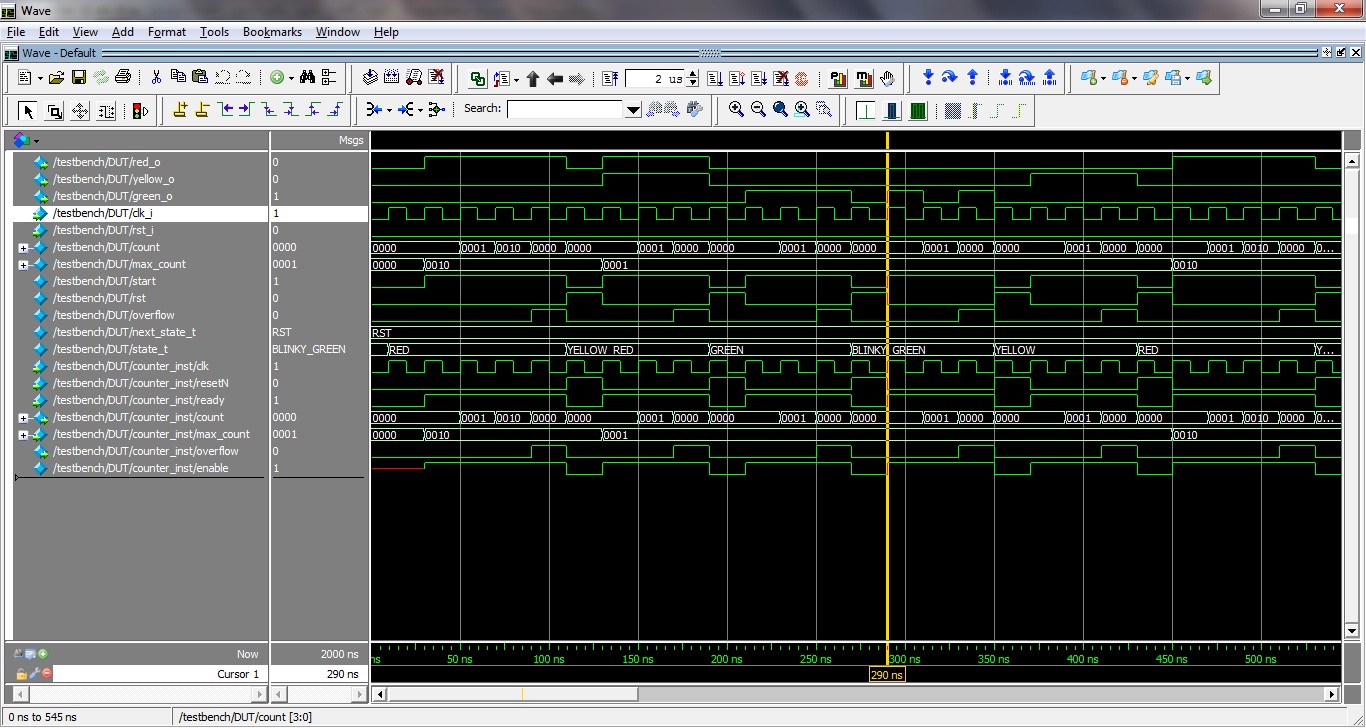 Wave
File Edit View Add Format Tools Bookmarks Window Help
Wave - Default
2 us
Search:
Msgs
/testbench/DUT/red_o 0
/testbench/DUT/yellow_o 0
/testbench/DUT/green_o 1
/testbench/DUT/clk_i 1
/testbench/DUT/rst_i 0
/testbench/DUT/count 0000 0000 0001 0010 0000 0000 0001 0000 0000 0001 0000 0000 0001 0000 0000 0001 0000 0000 0001 0010 0000 0...
/testbench/DUT/max_count 0001 0000 0010 0001 0010
/testbench/DUT/start 1
/testbench/DUT/rst 0
/testbench/DUT/overflow 0
/testbench/DUT/next_state_t RST RST
/testbench/DUT/state_t BLINKY_GREEN RED YELLOW_RED GREEN BLINKY_GREEN YELLOW RED Y...
/testbench/DUT/counter_inst/clk 1
/testbench/DUT/counter_inst/resetN 0
/testbench/DUT/counter_inst/ready 1
/testbench/DUT/counter_inst/count 0000 0000 0001 0010 0000 0000 0001 0000 0000 0001 0000 0000 0001 0000 0000 0001 0000 0000 0001 0010 0000 0...
/testbench/DUT/counter_inst/max_count 0001 0000 0010 0001 0010
/testbench/DUT/counter_inst/overflow 0
/testbench/DUT/counter_inst/enable 1
Now 2000 ns ns 50 ns 100 ns 150 ns 200 ns 250 ns 300 ns 350 ns 400 ns 450 ns 500 ns
Cursor 1 290 ns 290 ns
0 ns to 545 ns /testbench/DUT/count [3:0]